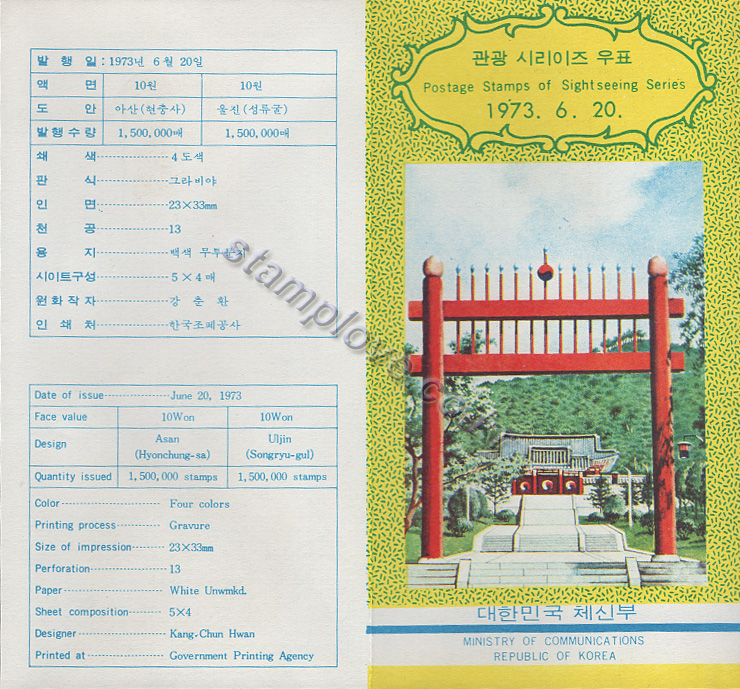 발 행 일 : 1973년 6월 20일
액 면 10원 10원
도 안 아산(현충사) 울진(성류굴)
발행수량 1,500,000매 1,500,000매
쇄 색 4도색
판 식 그라비아
인 면 23×33mm
천 공 13
용 지 백색 무투문지
시이트구성 5×4매
원화작자 강 춘 환
인 쇄 처 한국조폐공사
Date of issue June 20, 1973
Face value 10Won 10Won
Design Asan (Hyonchung-sa) Uljin (Songryu-gul)
Quantity issued 1,500,000 stamps 1,500,000 stamps
Color Four colors
Printing process Gravure
Size of impression 23×33mm
Perforation 13
Paper White Unwmkd.
Sheet composition 5×4
Designer Kang, Chun Hwan
Printed at Government Printing Agency
관광 시리이즈 우표
Postage Stamps of Sightseeing Series
1973. 6. 20.
대한민국 체신부
MINISTRY OF COMMUNICATIONS
REPUBLIC OF KOREA